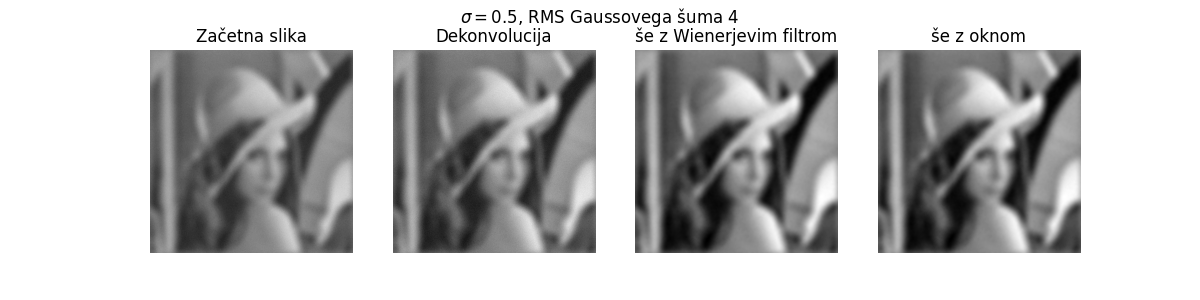 σ = 0.5, RMS Gaussovega šuma 4
Začetna slika
Dekonvolucija
še z Wienerjevim filtrom
še z oknom